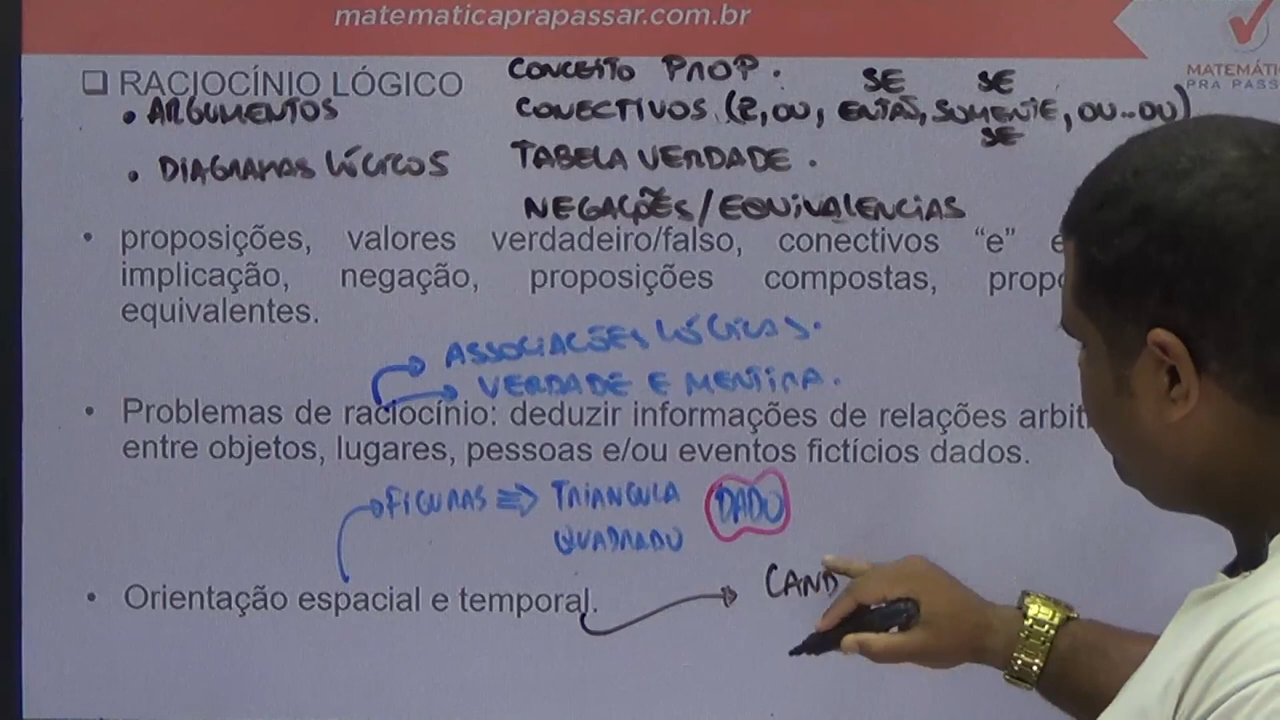 matematicaprapassar.com.br
MATEMÁTI
PRA PASS
❑ RACIOCÍNIO LÓGICO
CONCEITO PROP.
SE SE
• ARGUMENTOS
CONECTIVOS (E, OU, ENTÃO, SOMENTE, OU...OU)
SE
• DIAGRAMAS LÓGICOS
TABELA VERDADE.
NEGAÇÕES/EQUIVALENCIAS
• proposições, valores verdadeiro/falso, conectivos “e” e
implicação, negação, proposições compostas, propo
equivalentes.
ASSOCIAÇÕES LÓGICAS.
VERDADE E MENTIRA.
• Problemas de raciocínio: deduzir informações de relações arbit
entre objetos, lugares, pessoas e/ou eventos fictícios dados.
FIGURAS ⇒ TRIANGULA DADO
QUADRADO
CAND
• Orientação espacial e temporal.